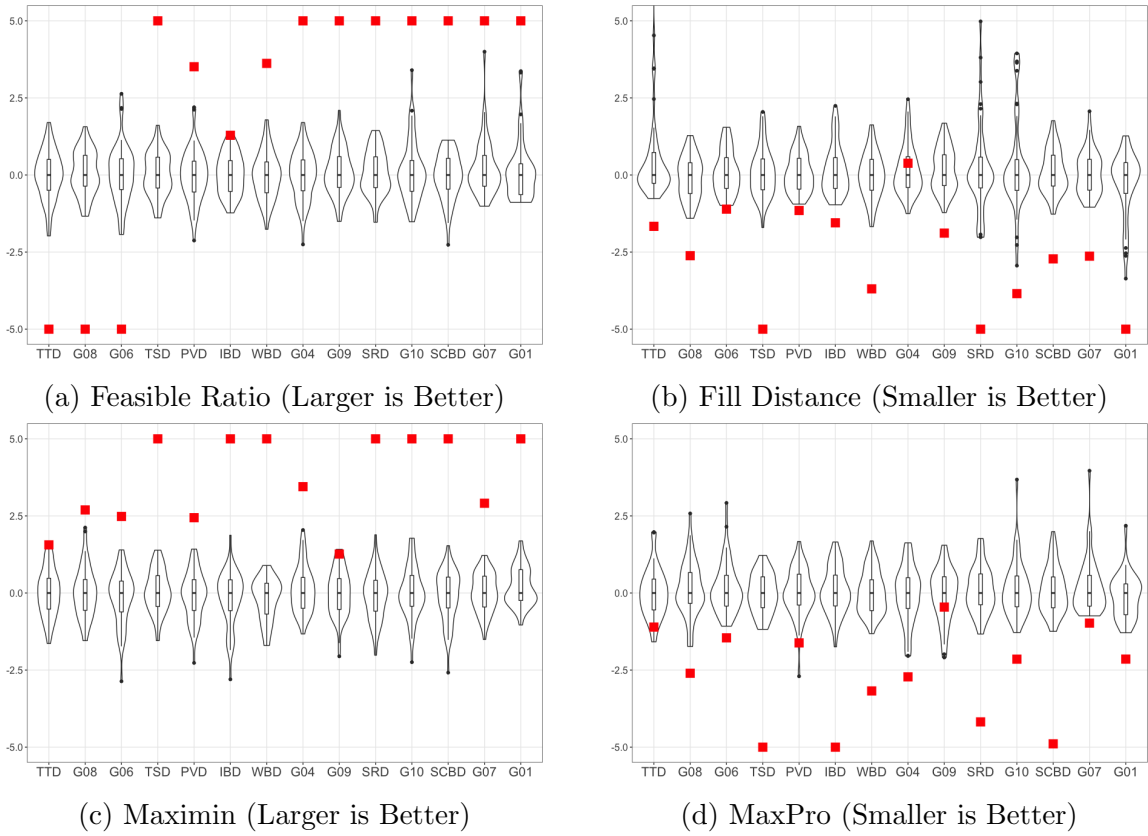 5.0
2.5
0.0
-2.5
-5.0
TTD G08 G06 TSD PVD IBD WBD G04 G09 SRD G10 SCBD G07 G01
(a) Feasible Ratio (Larger is Better)
5.0
2.5
0.0
-2.5
-5.0
TTD G08 G06 TSD PVD IBD WBD G04 G09 SRD G10 SCBD G07 G01
(b) Fill Distance (Smaller is Better)
5.0
2.5
0.0
-2.5
-5.0
TTD G08 G06 TSD PVD IBD WBD G04 G09 SRD G10 SCBD G07 G01
(c) Maximin (Larger is Better)
5.0
2.5
0.0
-2.5
-5.0
TTD G08 G06 TSD PVD IBD WBD G04 G09 SRD G10 SCBD G07 G01
(d) MaxPro (Smaller is Better)